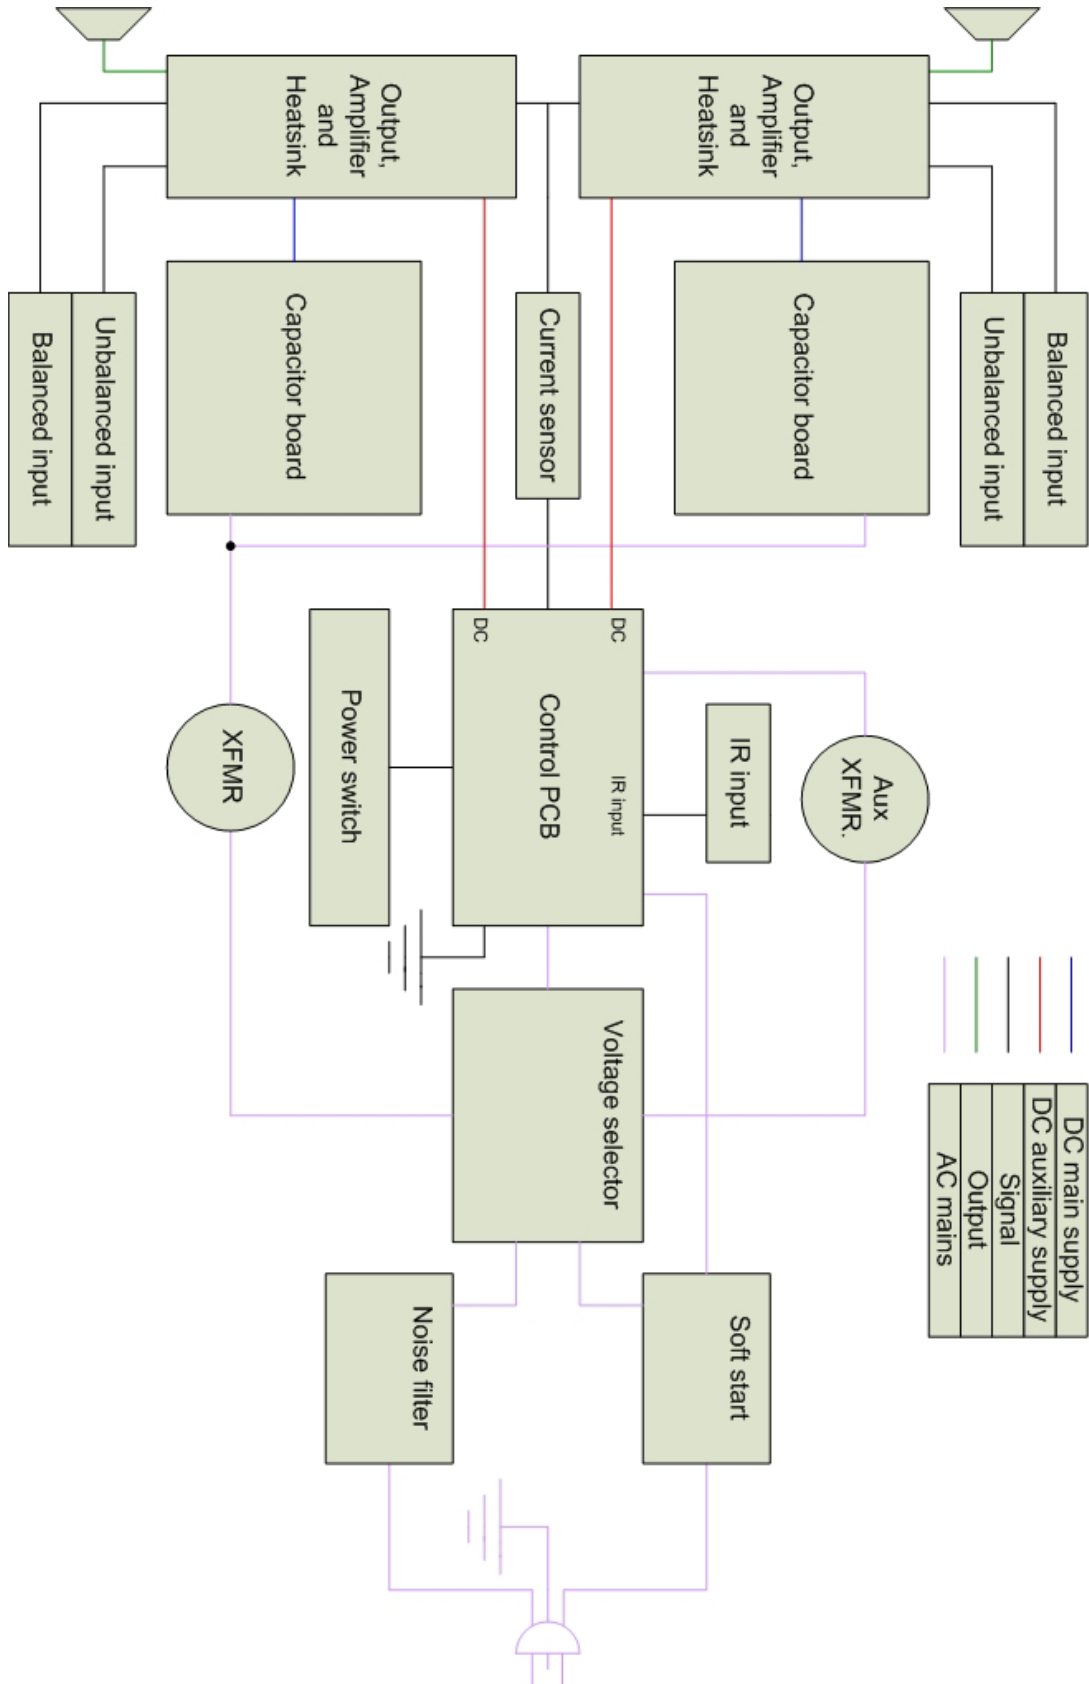 Output,
Amplifier
and
Heatsink
Output,
Amplifier
and
Heatsink
Balanced input
Unbalanced input
Capacitor board
Current sensor
Capacitor board
Unbalanced input
Balanced input
DC
DC
Control PCB
IR input
IR input
Aux
XFMR.
Power switch
XFMR
Voltage selector
DC main supply
DC auxiliary supply
Signal
Output
AC mains
Soft start
Noise filter